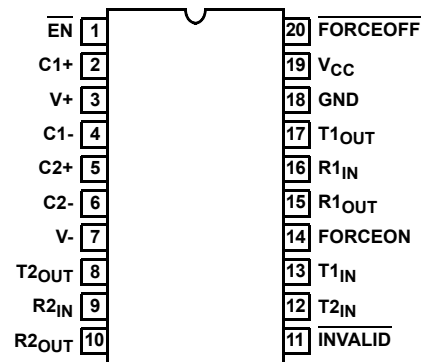 EN 1 20 FORCEOFF
C1+ 2 19 VCC
V+ 3 18 GND
C1- 4 17 T1OUT
C2+ 5 16 R1IN
C2- 6 15 R1OUT
V- 7 14 FORCEON
T2OUT 8 13 T1IN
R2IN 9 12 T2IN
R2OUT 10 11 INVALID